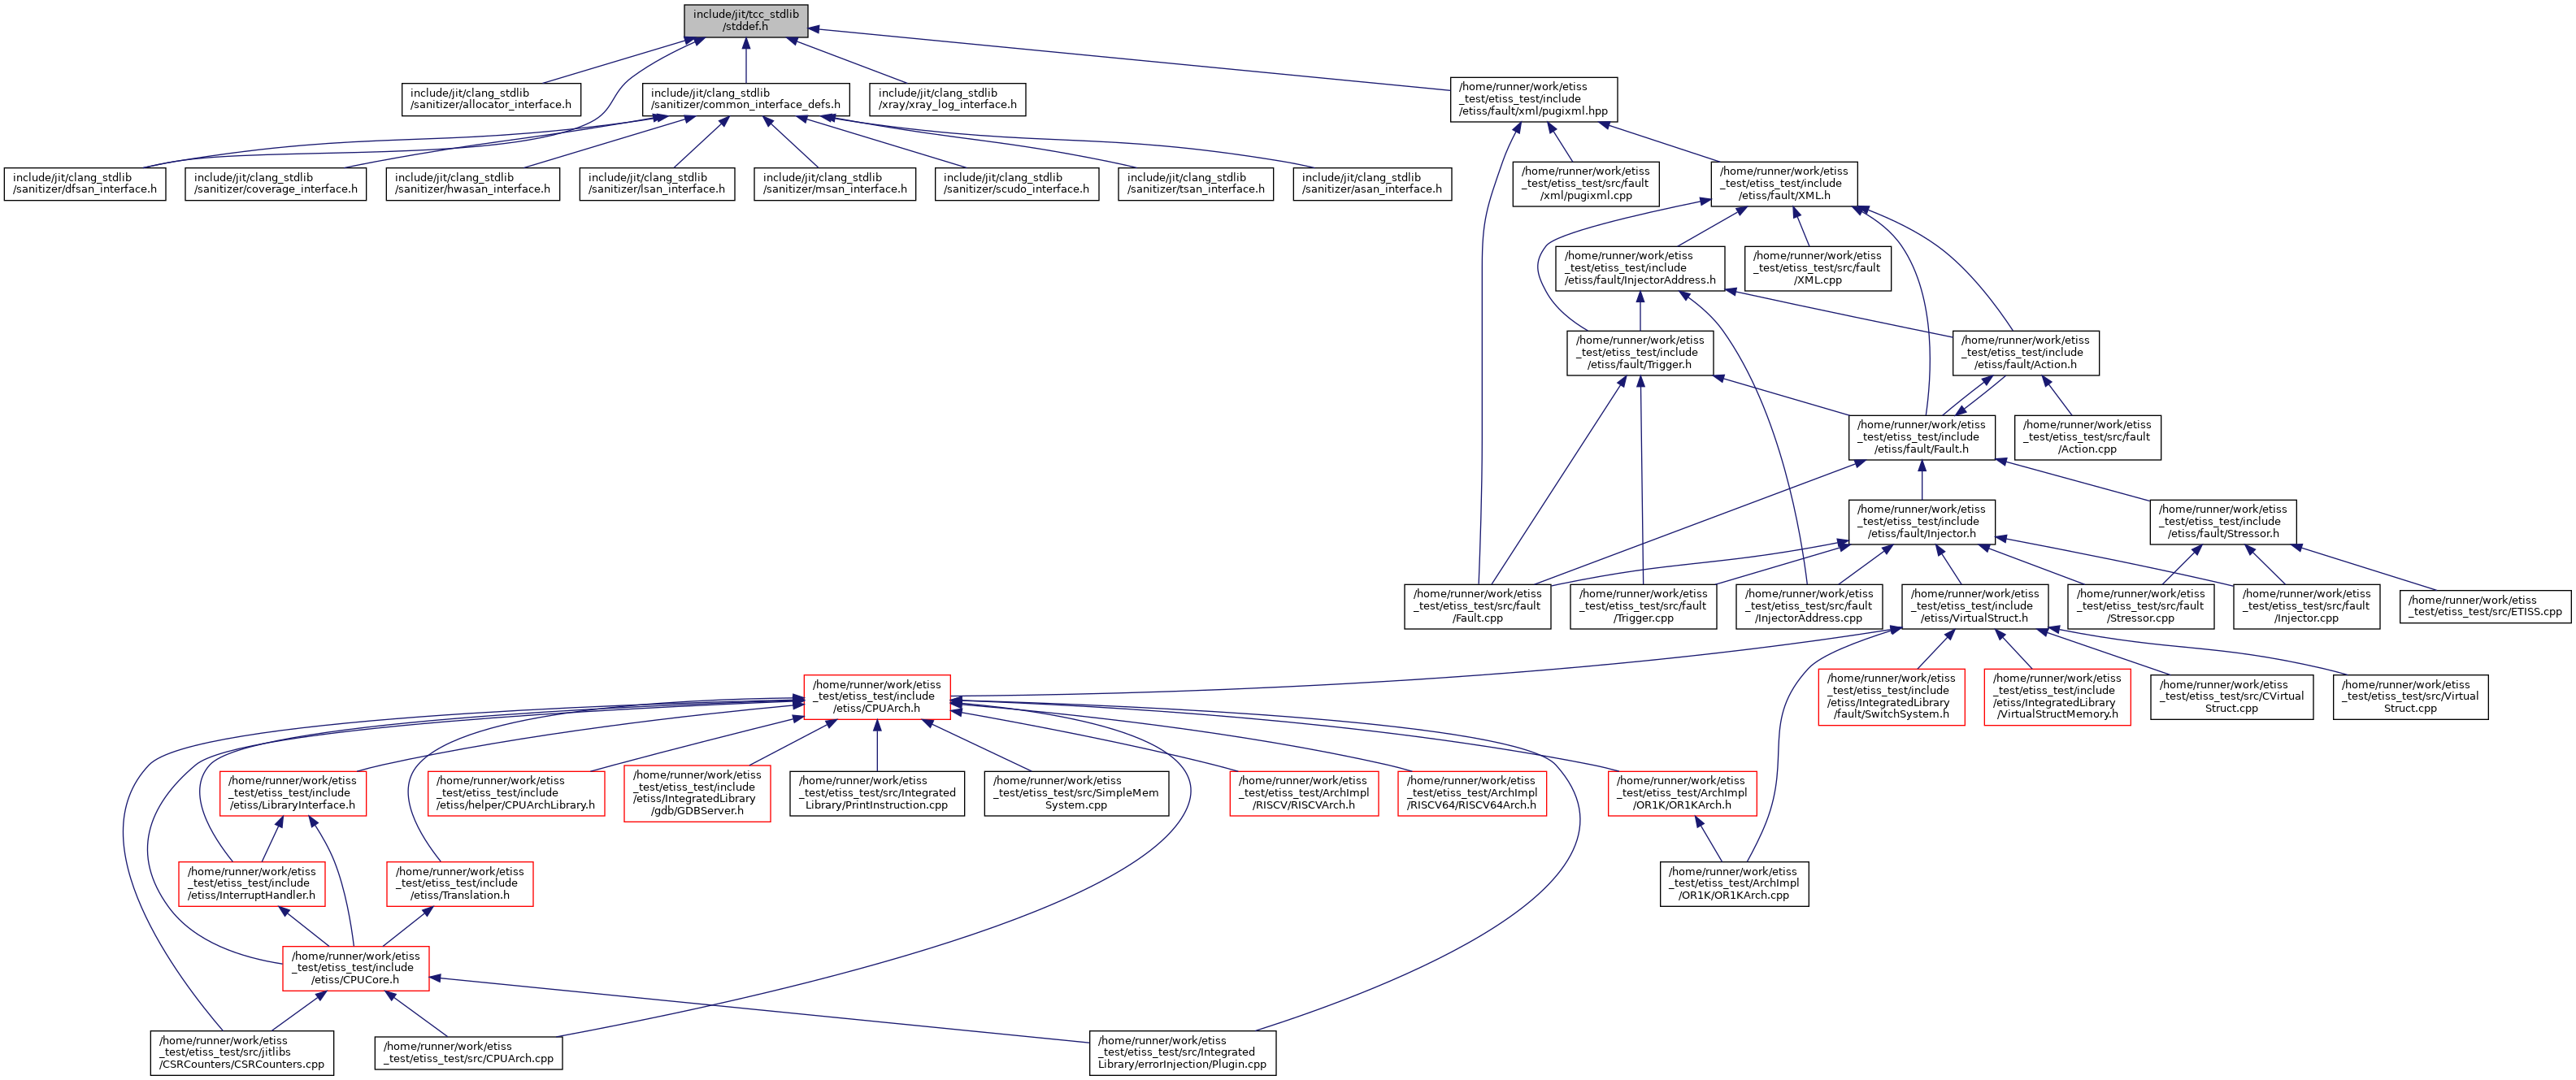 include/jit/tcc_stdlib
/stddef.h
include/jit/clang_stdlib
/sanitizer/allocator_interface.h
include/jit/clang_stdlib
/sanitizer/common_interface_defs.h
include/jit/clang_stdlib
/xray/xray_log_interface.h
/home/runner/work/etiss
_test/etiss_test/include
/etiss/fault/xml/pugixml.hpp
include/jit/clang_stdlib
/sanitizer/dfsan_interface.h
include/jit/clang_stdlib
/sanitizer/coverage_interface.h
include/jit/clang_stdlib
/sanitizer/hwasan_interface.h
include/jit/clang_stdlib
/sanitizer/lsan_interface.h
include/jit/clang_stdlib
/sanitizer/msan_interface.h
include/jit/clang_stdlib
/sanitizer/scudo_interface.h
include/jit/clang_stdlib
/sanitizer/tsan_interface.h
include/jit/clang_stdlib
/sanitizer/asan_interface.h
/home/runner/work/etiss
_test/etiss_test/src/fault
/xml/pugixml.cpp
/home/runner/work/etiss
_test/etiss_test/include
/etiss/fault/XML.h
/home/runner/work/etiss
_test/etiss_test/include
/etiss/fault/InjectorAddress.h
/home/runner/work/etiss
_test/etiss_test/src/fault
/XML.cpp
/home/runner/work/etiss
_test/etiss_test/include
/etiss/fault/Trigger.h
/home/runner/work/etiss
_test/etiss_test/include
/etiss/fault/Action.h
/home/runner/work/etiss
_test/etiss_test/include
/etiss/fault/Fault.h
/home/runner/work/etiss
_test/etiss_test/src/fault
/Action.cpp
/home/runner/work/etiss
_test/etiss_test/include
/etiss/fault/Injector.h
/home/runner/work/etiss
_test/etiss_test/include
/etiss/fault/Stressor.h
/home/runner/work/etiss
_test/etiss_test/src/fault
/Fault.cpp
/home/runner/work/etiss
_test/etiss_test/src/fault
/Trigger.cpp
/home/runner/work/etiss
_test/etiss_test/src/fault
/InjectorAddress.cpp
/home/runner/work/etiss
_test/etiss_test/include
/etiss/VirtualStruct.h
/home/runner/work/etiss
_test/etiss_test/src/fault
/Stressor.cpp
/home/runner/work/etiss
_test/etiss_test/src/fault
/Injector.cpp
/home/runner/work/etiss
_test/etiss_test/src/ETISS.cpp
/home/runner/work/etiss
_test/etiss_test/include
/etiss/CPUArch.h
/home/runner/work/etiss
_test/etiss_test/include
/etiss/IntegratedLibrary
/fault/SwitchSystem.h
/home/runner/work/etiss
_test/etiss_test/include
/etiss/IntegratedLibrary
/VirtualStructMemory.h
/home/runner/work/etiss
_test/etiss_test/src/CVirtual
Struct.cpp
/home/runner/work/etiss
_test/etiss_test/src/Virtual
Struct.cpp
/home/runner/work/etiss
_test/etiss_test/include
/etiss/LibraryInterface.h
/home/runner/work/etiss
_test/etiss_test/include
/etiss/helper/CPUArchLibrary.h
/home/runner/work/etiss
_test/etiss_test/include
/etiss/IntegratedLibrary
/gdb/GDBServer.h
/home/runner/work/etiss
_test/etiss_test/src/Integrated
Library/PrintInstruction.cpp
/home/runner/work/etiss
_test/etiss_test/src/SimpleMem
System.cpp
/home/runner/work/etiss
_test/etiss_test/ArchImpl
/RISCV/RISCVArch.h
/home/runner/work/etiss
_test/etiss_test/ArchImpl
/RISCV64/RISCV64Arch.h
/home/runner/work/etiss
_test/etiss_test/ArchImpl
/OR1K/OR1KArch.h
/home/runner/work/etiss
_test/etiss_test/include
/etiss/InterruptHandler.h
/home/runner/work/etiss
_test/etiss_test/include
/etiss/Translation.h
/home/runner/work/etiss
_test/etiss_test/ArchImpl
/OR1K/OR1KArch.cpp
/home/runner/work/etiss
_test/etiss_test/include
/etiss/CPUCore.h
/home/runner/work/etiss
_test/etiss_test/src/jitlibs
/CSRCounters/CSRCounters.cpp
/home/runner/work/etiss
_test/etiss_test/src/CPUArch.cpp
/home/runner/work/etiss
_test/etiss_test/src/Integrated
Library/errorInjection/Plugin.cpp